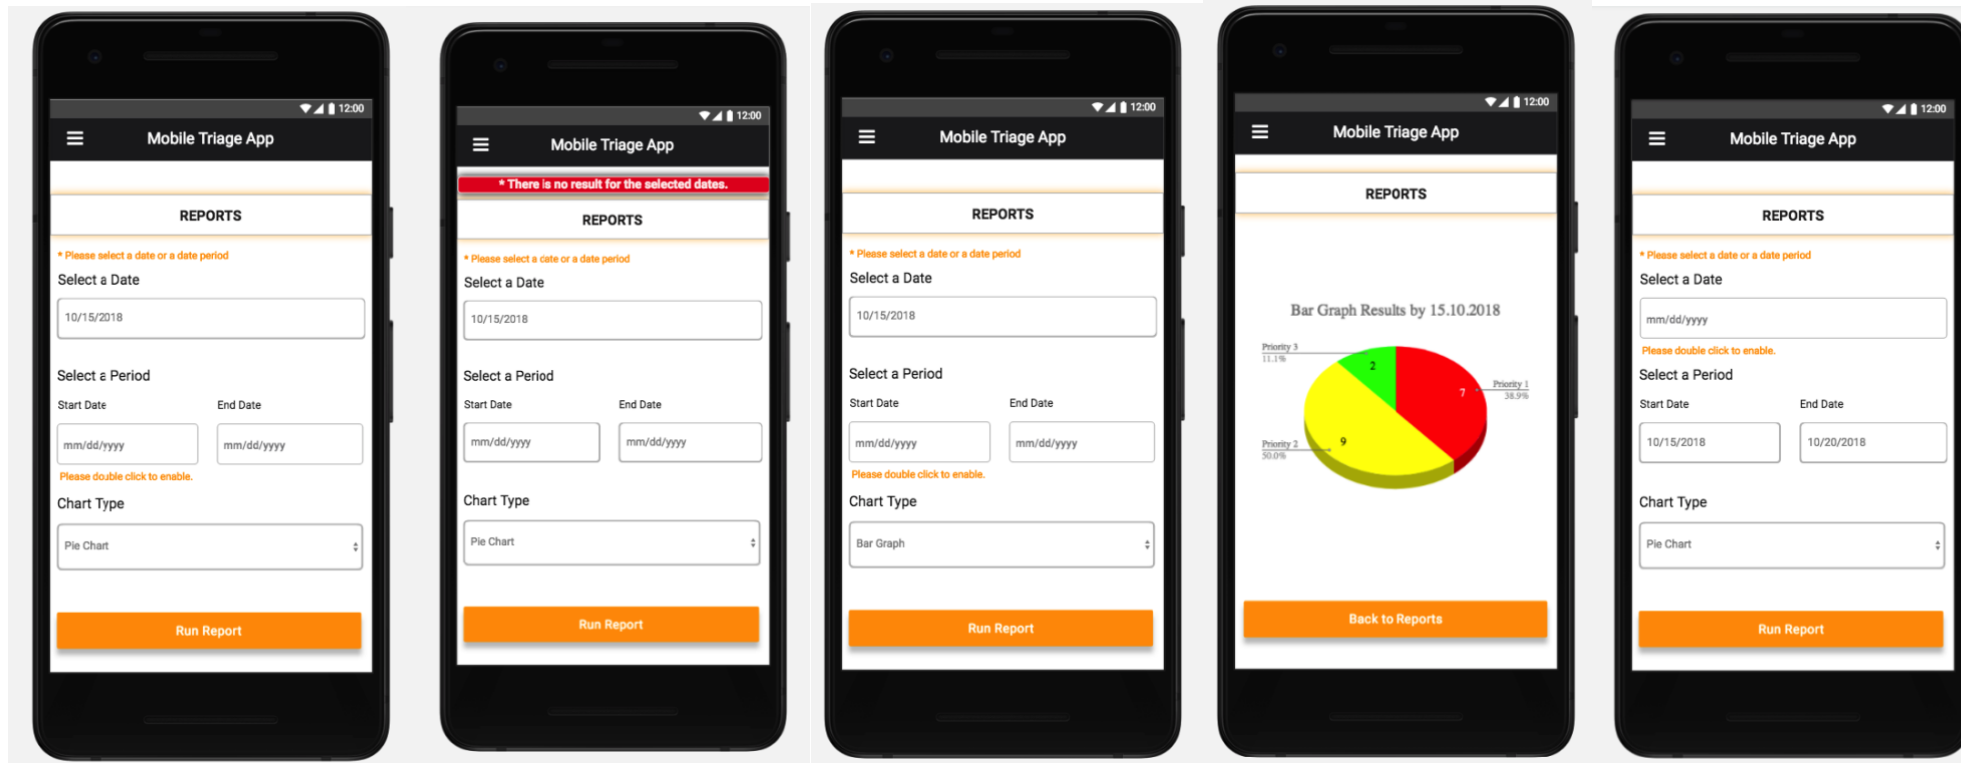 12:00
Mobile Triage App
REPORTS
* Please select a date or a date period
Select a Date
10/15/2018
Select a Period
Start Date End Date
mm/dd/yyyy mm/dd/yyyy
Please double click to enable.
Chart Type
Pie Chart
Run Report
12:00
Mobile Triage App
* There is no result for the selected dates.
REPORTS
* Please select a date or a date period
Select a Date
10/15/2018
Select a Period
Start Date End Date
mm/dd/yyyy mm/dd/yyyy
Chart Type
Pie Chart
Run Report
12:00
Mobile Triage App
REPORTS
* Please select a date or a date period
Select a Date
10/15/2018
Select a Period
Start Date End Date
mm/dd/yyyy mm/dd/yyyy
Please double click to enable.
Chart Type
Bar Graph
Run Report
12:00
Mobile Triage App
REPORTS
Bar Graph Results by 15.10.2018
Priority 3
11.1%
2
7
Priority 1
38.9%
Priority 2
50.0%
9
Back to Reports
12:00
Mobile Triage App
REPORTS
* Please select a date or a date period
Select a Date
mm/dd/yyyy
Please double click to enable.
Select a Period
Start Date End Date
10/15/2018 10/20/2018
Chart Type
Pie Chart
Run Report